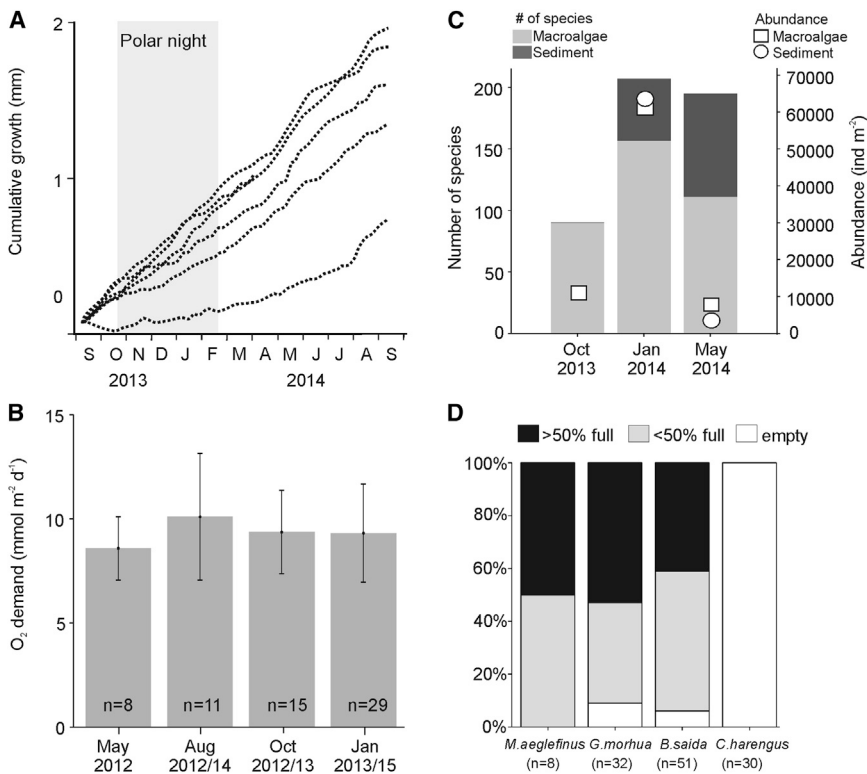 A
Cumulative growth (mm)
2
1
0
Polar night
S O N D J F M A M J J A S
2013 2014
C
# of species
Macroalgae
Sediment
Abundance
Macroalgae
Sediment
Number of species
200
150
100
50
0
70000
60000
50000
40000
30000
20000
10000
0
Abundance (ind m⁻²)
Oct Jan May
2013 2014 2014
B
O₂ demand (mmol m⁻² d⁻¹)
15
10
5
0
n=8 n=11 n=15 n=29
May Aug Oct Jan
2012 2012/14 2012/13 2013/15
D
>50% full <50% full empty
100%
80%
60%
40%
20%
0%
M.aeglefinus G.morhua B.saida C.harengus
(n=8) (n=32) (n=51) (n=30)